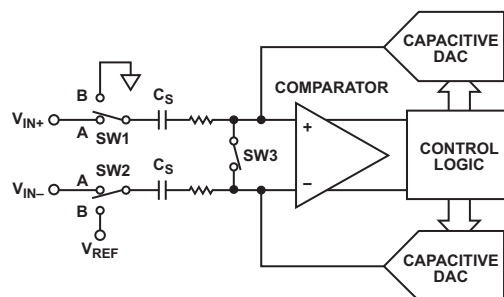 CAPACITIVE
DAC
COMPARATOR
B
CS
VIN+
A
SW1
+
SW3
CONTROL
LOGIC
SW2
CS
VIN–
A
–
B
VREF
CAPACITIVE
DAC